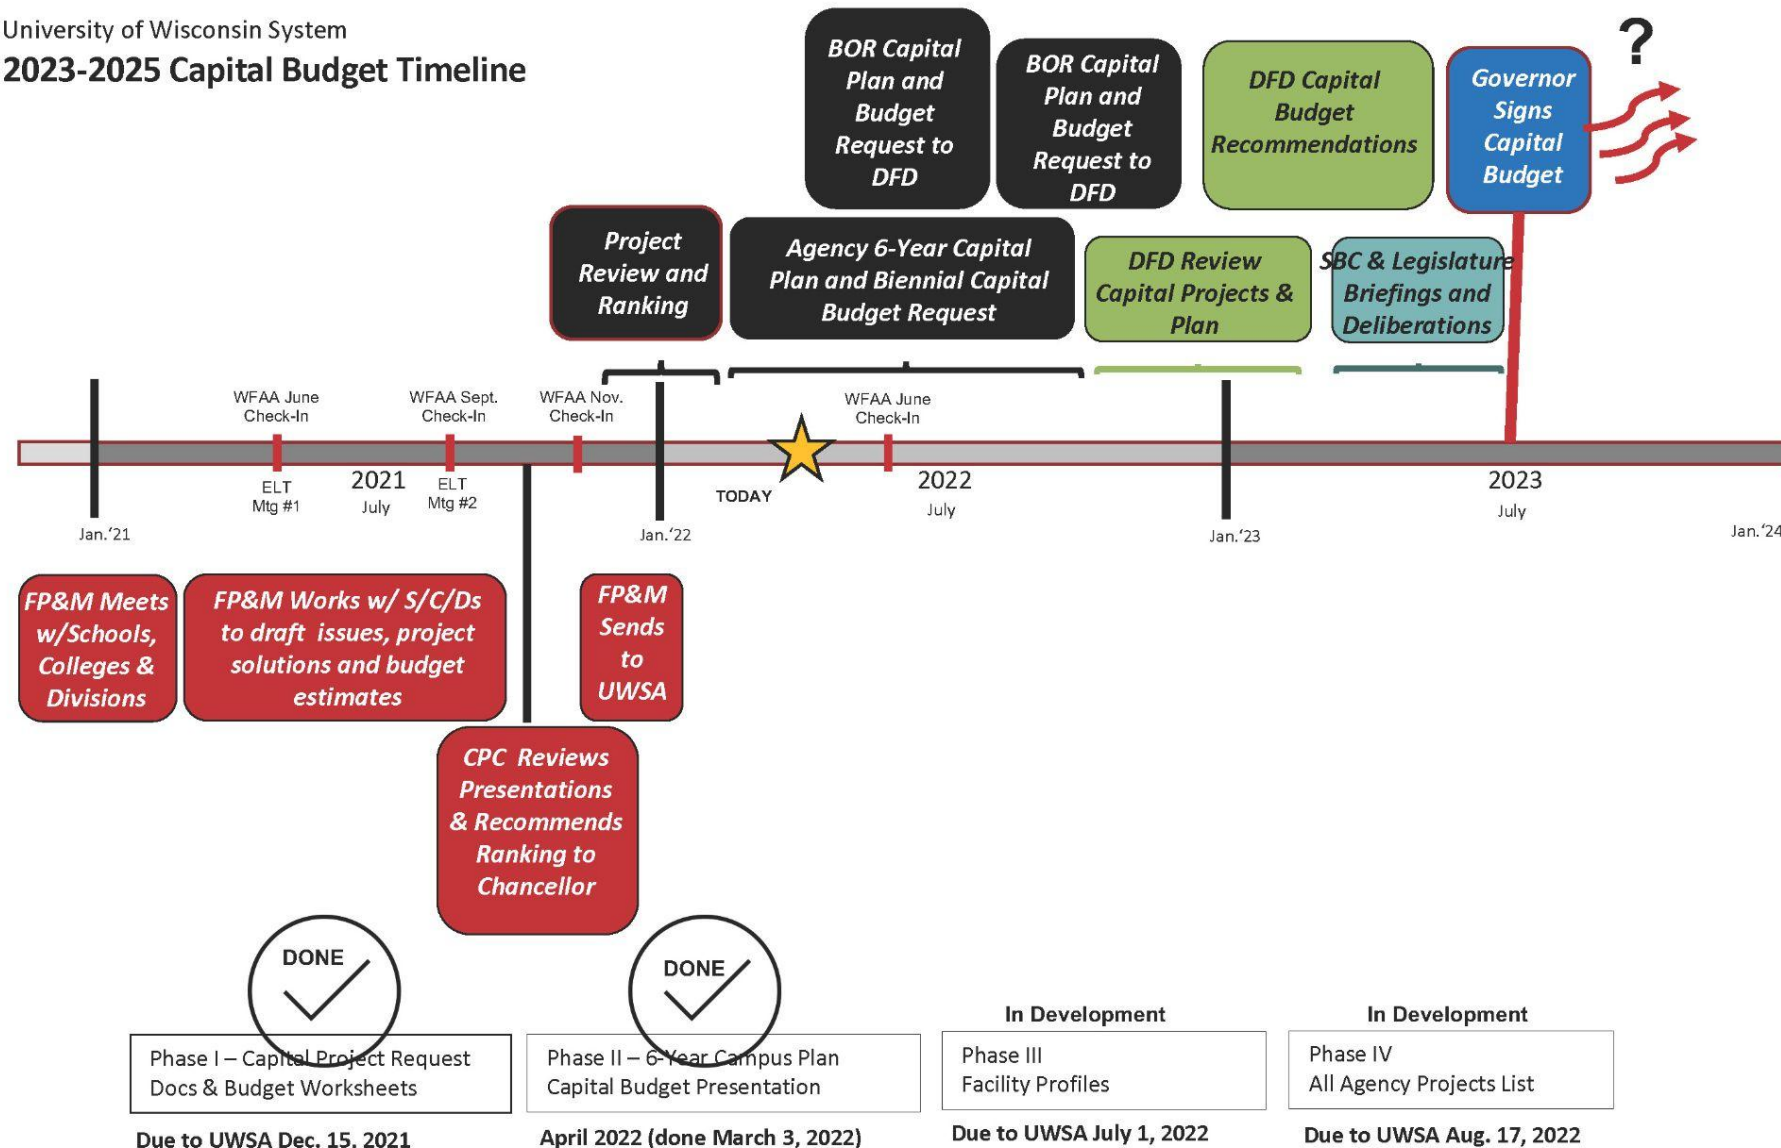 University of Wisconsin System
2023-2025 Capital Budget Timeline
BOR Capital
Plan and
Budget
Request to
DFD
BOR Capital
Plan and
Budget
Request to
DFD
DFD Capital
Budget
Recommendations
Governor
Signs
Capital
Budget
?
Project
Review and
Ranking
Agency 6-Year Capital
Plan and Biennial Capital
Budget Request
DFD Review
Capital Projects &
Plan
SBC & Legislature
Briefings and
Deliberations
WFAA June
Check-In
WFAA Sept.
Check-In
WFAA Nov.
Check-In
WFAA June
Check-In
ELT
Mtg #1
2021
July
ELT
Mtg #2
TODAY
2022
July
2023
July
Jan.‘21
Jan.‘22
Jan.‘23
Jan.‘24
FP&M Meets
w/Schools,
Colleges &
Divisions
FP&M Works w/ S/C/Ds
to draft issues, project
solutions and budget
estimates
FP&M
Sends
to
UWSA
CPC Reviews
Presentations
& Recommends
Ranking to
Chancellor
DONE
DONE
In Development
In Development
Phase I – Capital Project Request
Docs & Budget Worksheets
Phase II – 6-Year Campus Plan
Capital Budget Presentation
Phase III
Facility Profiles
Phase IV
All Agency Projects List
Due to UWSA Dec. 15, 2021
April 2022 (done March 3, 2022)
Due to UWSA July 1, 2022
Due to UWSA Aug. 17, 2022